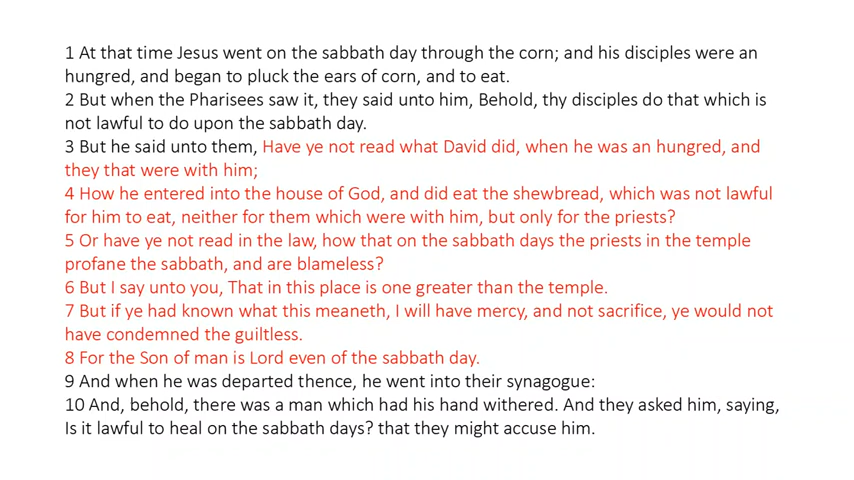 1 At that time Jesus went on the sabbath day through the corn; and his disciples were an
hungred, and began to pluck the ears of corn, and to eat.
2 But when the Pharisees saw it, they said unto him, Behold, thy disciples do that which is
not lawful to do upon the sabbath day.
3 But he said unto them, Have ye not read what David did, when he was an hungred, and
they that were with him;
4 How he entered into the house of God, and did eat the shewbread, which was not lawful
for him to eat, neither for them which were with him, but only for the priests?
5 Or have ye not read in the law, how that on the sabbath days the priests in the temple
profane the sabbath, and are blameless?
6 But I say unto you, That in this place is one greater than the temple.
7 But if ye had known what this meaneth, I will have mercy, and not sacrifice, ye would not
have condemned the guiltless.
8 For the Son of man is Lord even of the sabbath day.
9 And when he was departed thence, he went into their synagogue:
10 And, behold, there was a man which had his hand withered. And they asked him, saying,
Is it lawful to heal on the sabbath days? that they might accuse him.